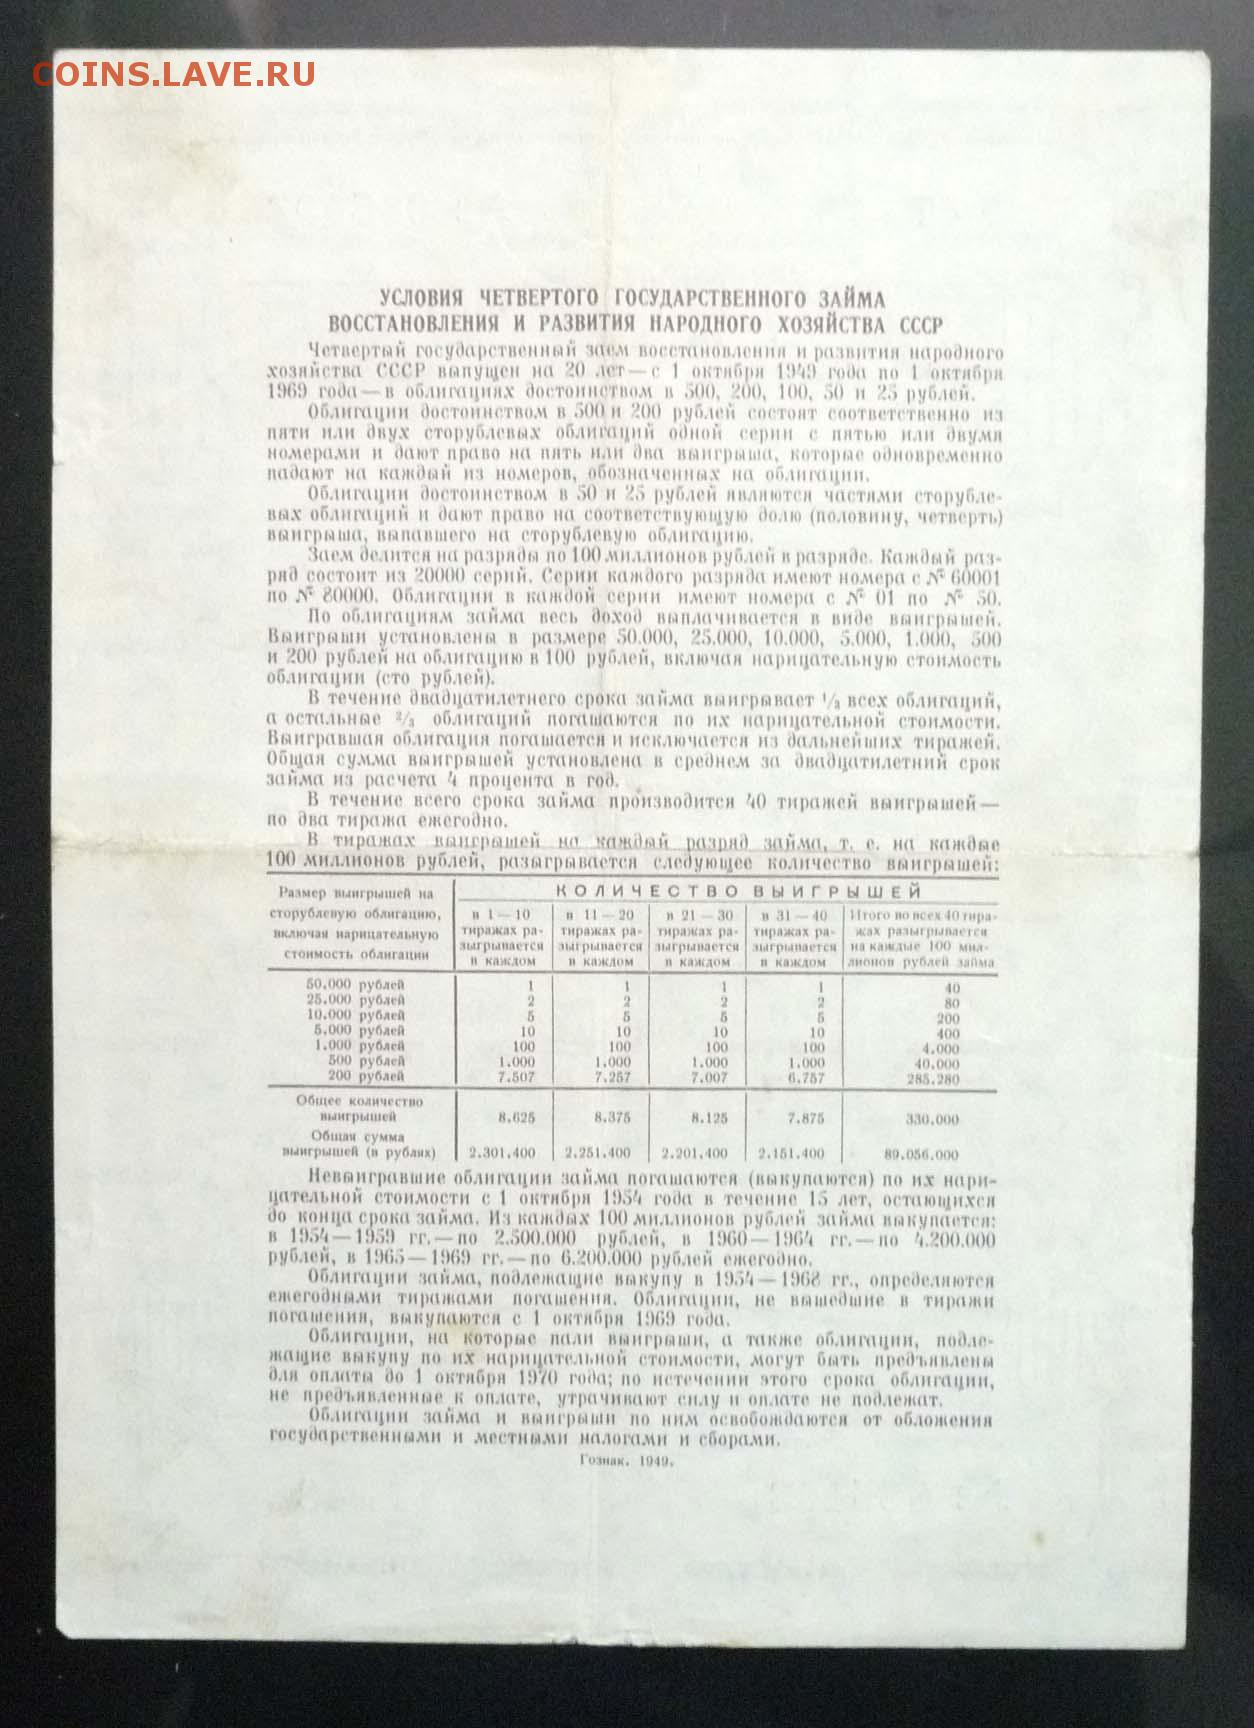 COINS.LAVE.RU
УСЛОВИЯ ЧЕТВЕРТОГО ГОСУДАРСТВЕННОГО ЗАЙМА
ВОССТАНОВЛЕНИЯ И РАЗВИТИЯ НАРОДНОГО ХОЗЯЙСТВА СССР
Четвертый государственный заем восстановления и развития народного
хозяйства СССР выпущен на 20 лет — с 1 октября 1949 года по 1 октября
1969 года — в облигациях достоинством в 500, 200, 100, 50 и 25 рублей.
Облигации достоинством в 500 и 200 рублей состоят соответственно из
пяти или двух сторублевых облигаций одной серии с пятью или двумя
номерами и дают право на пять или два выигрыша, которые одновременно
падают на каждый из номеров, обозначенных на облигации.
Облигации достоинством в 50 и 25 рублей являются частями сторубле-
вых облигаций и дают право на соответствующую долю (половину, четверть)
выигрыша, выпавшего на сторублевую облигацию.
Заем делится на разряды по 100 миллионов рублей в разряде. Каждый раз-
ряд состоит из 20000 серий. Серии каждого разряда имеют номера с № 60001
по № 80000. Облигации в каждой серии имеют номера с № 01 по № 50.
По облигациям займа весь доход выплачивается в виде выигрышей.
Выигрыши установлены в размере 50.000, 25.000, 10.000, 5.000, 1.000, 500
и 200 рублей на облигацию в 100 рублей, включая нарицательную стоимость
облигации (сто рублей).
В течение двадцатилетнего срока займа выигрывает 1/3 всех облигаций,
а остальные 2/3 облигаций погашаются по их нарицательной стоимости.
Выигравшая облигация погашается и исключается из дальнейших тиражей.
Общая сумма выигрышей установлена в среднем за двадцатилетний срок
займа из расчета 4 процента в год.
В течение всего срока займа производится 40 тиражей выигрышей —
по два тиража ежегодно.
В тиражах выигрышей на каждый разряд займа, т. е. на каждые
100 миллионов рублей, разыгрывается следующее количество выигрышей:
Размер выигрышей на
сторублевую облигацию,
включая нарицательную
стоимость облигации
КОЛИЧЕСТВО ВЫИГРЫШЕЙ
в 1 — 10
тиражах ра-
зыгрывается
в каждом
в 11 — 20
тиражах ра-
зыгрывается
в каждом
в 21 — 30
тиражах ра-
зыгрывается
в каждом
в 31 — 40
тиражах ра-
зыгрывается
в каждом
Итого во всех 40 тира-
жах разыгрывается
на каждые 100 мил-
лионов рублей займа
50.000 рублей 1 1 1 1 40
25.000 рублей 2 2 2 2 80
10.000 рублей 5 5 5 5 200
5.000 рублей 10 10 10 10 400
1.000 рублей 100 100 100 100 4.000
500 рублей 1.000 1.000 1.000 1.000 40.000
200 рублей 7.507 7.257 7.007 6.757 285.280
Общее количество
выигрышей 8.625 8.375 8.125 7.875 330.000
Общая сумма
выигрышей (в рублях) 2.301.400 2.251.400 2.201.400 2.151.400 89.056.000
Невыигравшие облигации займа погашаются (выкупаются) по их нари-
цательной стоимости с 1 октября 1954 года в течение 15 лет, остающихся
до конца срока займа. Из каждых 100 миллионов рублей займа выкупается:
в 1954 — 1959 гг. — по 2.500.000 рублей, в 1960 — 1964 гг. — по 4.200.000
рублей, в 1965 — 1969 гг. — по 6.200.000 рублей ежегодно.
Облигации займа, подлежащие выкупу в 1954 — 1968 гг., определяются
ежегодными тиражами погашения. Облигации, не вышедшие в тиражи
погашения, выкупаются с 1 октября 1969 года.
Облигации, на которые пали выигрыши, а также облигации, подле-
жащие выкупу по их нарицательной стоимости, могут быть предъявлены
для оплаты до 1 октября 1970 года; по истечении этого срока облигации,
не предъявленные к оплате, утрачивают силу и оплате не подлежат.
Облигации займа и выигрыши по ним освобождаются от обложения
государственными и местными налогами и сборами.
Гознак. 1949.